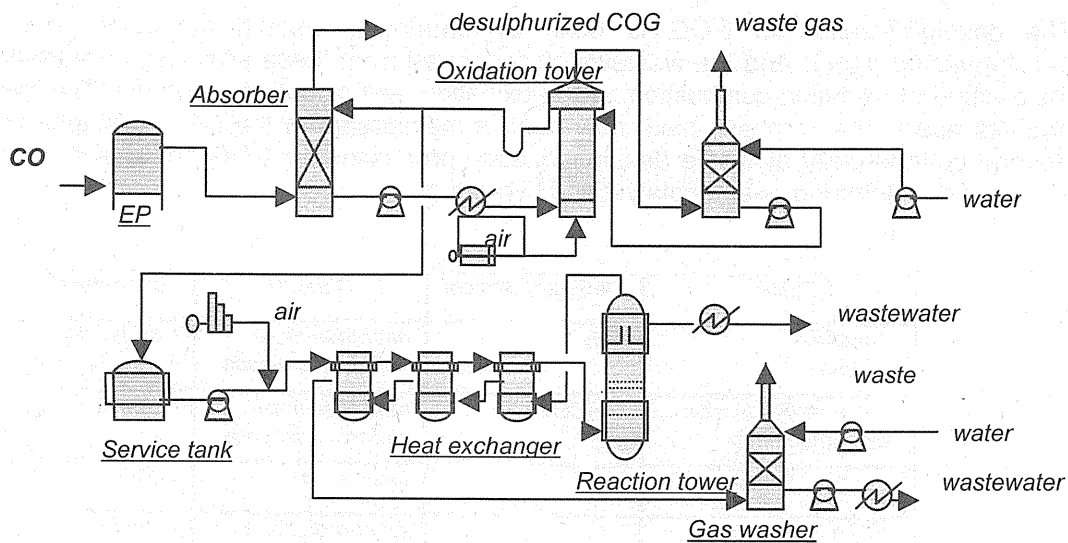 desulphurized COG
waste gas
Oxidation tower
Absorber
CO
EP
water
air
air
wastewater
waste
Service tank
Heat exchanger
water
Reaction tower
wastewater
Gas washer